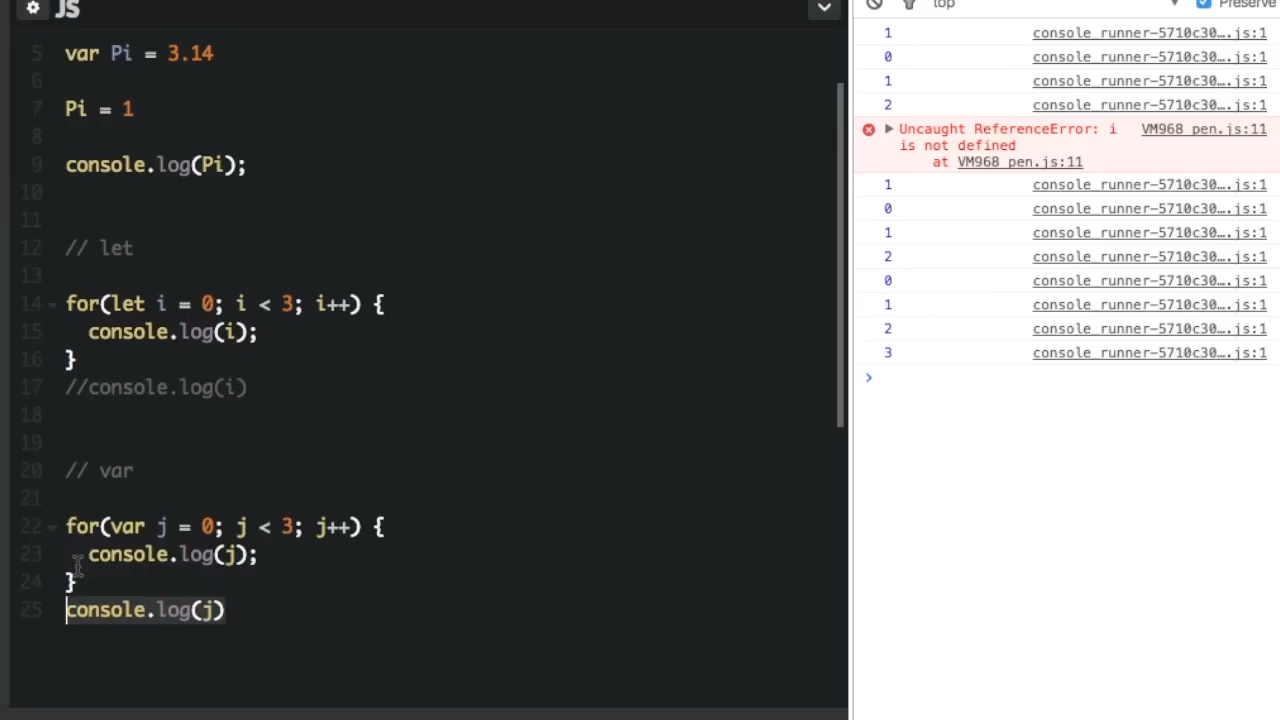 JS
top
Preserve
5 var Pi = 3.14
6
7 Pi = 1
8
9 console.log(Pi);
10
11
12 // let
13
14 for(let i = 0; i < 3; i++) {
15 console.log(i);
16 }
17 //console.log(i)
18
19
20 // var
21
22 for(var j = 0; j < 3; j++) {
23 console.log(j);
24 }
25 console.log(j)
1 console_runner-5710c30….js:1
0 console_runner-5710c30….js:1
1 console_runner-5710c30….js:1
2 console_runner-5710c30….js:1
Uncaught ReferenceError: i VM968 pen.js:11
is not defined
at VM968 pen.js:11
1 console_runner-5710c30….js:1
0 console_runner-5710c30….js:1
1 console_runner-5710c30….js:1
2 console_runner-5710c30….js:1
0 console_runner-5710c30….js:1
1 console_runner-5710c30….js:1
2 console_runner-5710c30….js:1
3 console_runner-5710c30….js:1